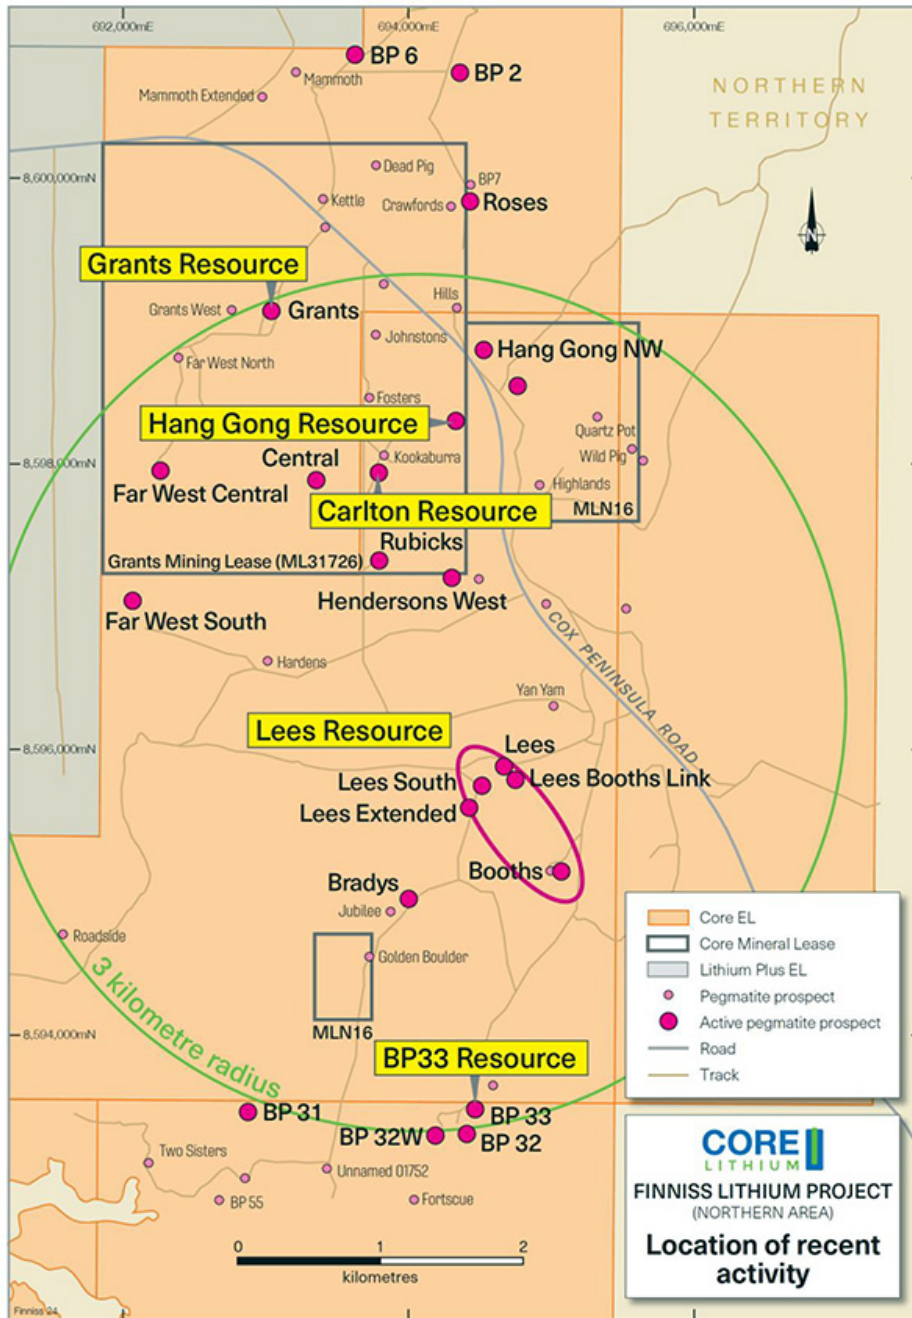 692,000mE
694,000mE
696,000mE
BP 6
BP 2
Mammoth
Mammoth Extended
NORTHERN
TERRITORY
8,600,000mN
Dead Pig
BP7
Kettle
Crawfords
Roses
N
Grants Resource
Grants West
Grants
Hills
Johnstons
Hang Gong NW
Far West North
Fosters
Hang Gong Resource
Quartz Pot
8,598,000mN
Central
Kookaburra
Wild Pig
Far West Central
Highlands
Carlton Resource
MLN16
Rubicks
Grants Mining Lease (ML31726)
Hendersons West
Far West South
COX PENINSULA ROAD
Hardens
Yan Yam
Lees Resource
8,596,000mN
Lees
Lees South
Lees Booths Link
Lees Extended
Booths
Bradys
Jubilee
Roadside
Golden Boulder
3 kilometre radius
8,594,000mN
MLN16
BP33 Resource
BP 31
BP 33
BP 32W
BP 32
Two Sisters
Unnamed 01752
BP 55
Fortscue
0
1
2
kilometres
Finniss 24
Core EL
Core Mineral Lease
Lithium Plus EL
Pegmatite prospect
Active pegmatite prospect
Road
Track
CORE
LITHIUM
FINNISS LITHIUM PROJECT
(NORTHERN AREA)
Location of recent
activity